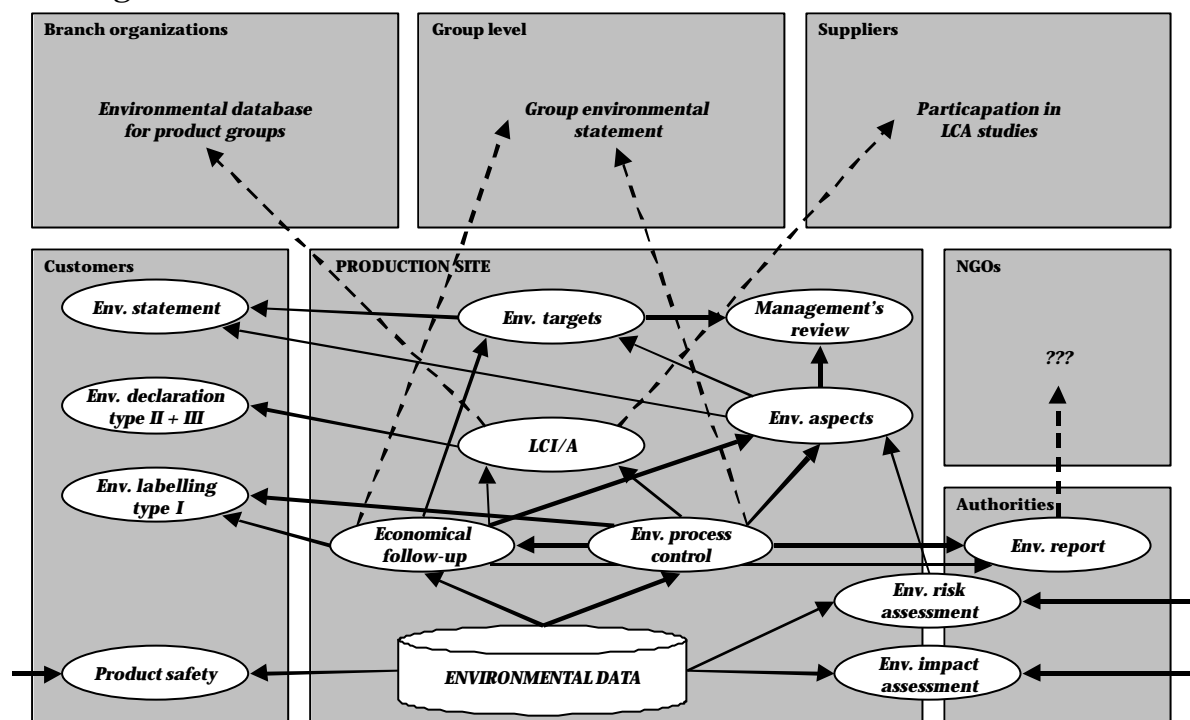 Branch organizations
Environmental database
for product groups
Group level
Group environmental
statement
Suppliers
Particapation in
LCA studies
Customers
Env. statement
Env. declaration
type II + III
Env. labelling
type I
Product safety
PRODUCTION SITE
Env. targets
Management's
review
Env. aspects
LCI/A
Economical
follow-up
Env. process
control
ENVIRONMENTAL DATA
NGOs
???
Authorities
Env. report
Env. risk
assessment
Env. impact
assessment